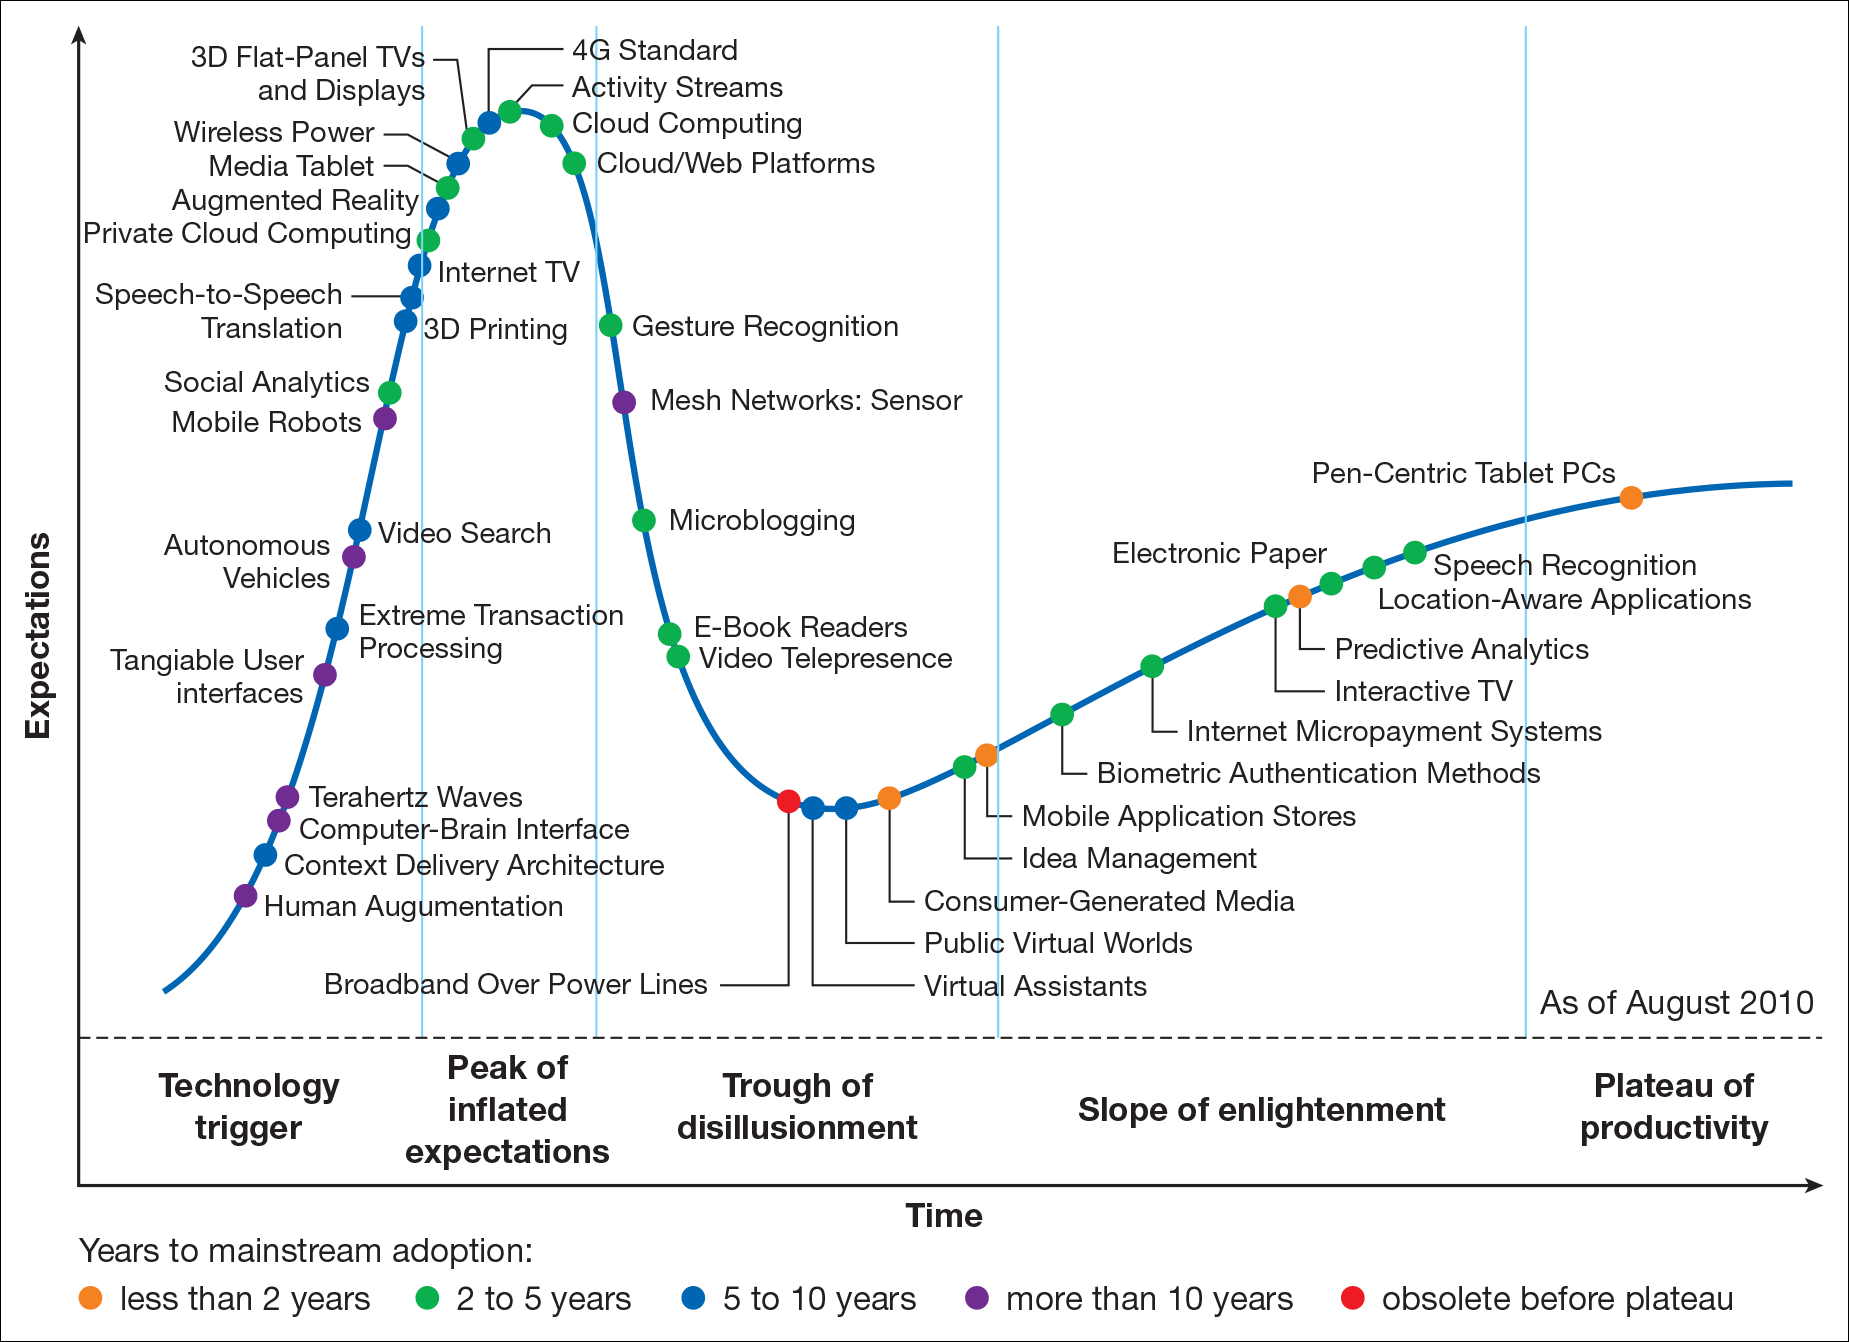 3D Flat-Panel TVs
and Displays
4G Standard
Activity Streams
Wireless Power
Cloud Computing
Media Tablet
Cloud/Web Platforms
Augmented Reality
Private Cloud Computing
Internet TV
Speech-to-Speech
Translation
3D Printing
Gesture Recognition
Social Analytics
Mobile Robots
Mesh Networks: Sensor
Pen-Centric Tablet PCs
Microblogging
Video Search
Autonomous
Vehicles
Electronic Paper
Speech Recognition
Location-Aware Applications
Extreme Transaction
Processing
E-Book Readers
Video Telepresence
Predictive Analytics
Tangiable User
interfaces
Interactive TV
Internet Micropayment Systems
Biometric Authentication Methods
Terahertz Waves
Computer-Brain Interface
Mobile Application Stores
Context Delivery Architecture
Idea Management
Human Augumentation
Consumer-Generated Media
Public Virtual Worlds
Broadband Over Power Lines
Virtual Assistants
As of August 2010
Expectations
Technology
trigger
Peak of
inflated
expectations
Trough of
disillusionment
Slope of enlightenment
Plateau of
productivity
Time
Years to mainstream adoption:
less than 2 years
2 to 5 years
5 to 10 years
more than 10 years
obsolete before plateau